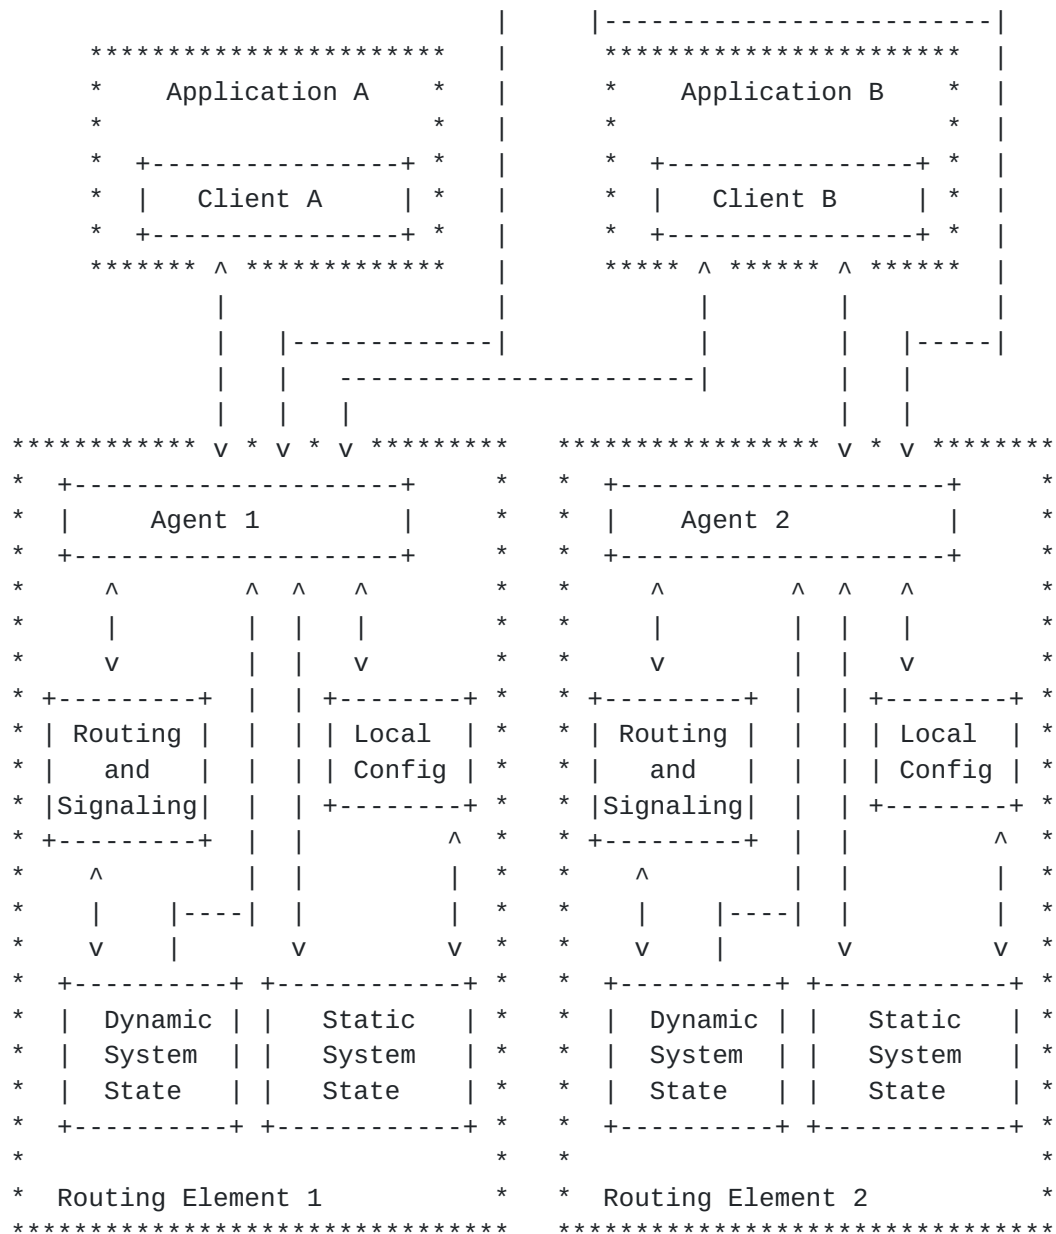 Application A Application B
Client A Client B
Agent 1 Agent 2
Routing Local Routing Local
and Config and Config
Signaling Signaling
Dynamic Static Dynamic Static
System System System System
State State State State
Routing Element 1 Routing Element 2